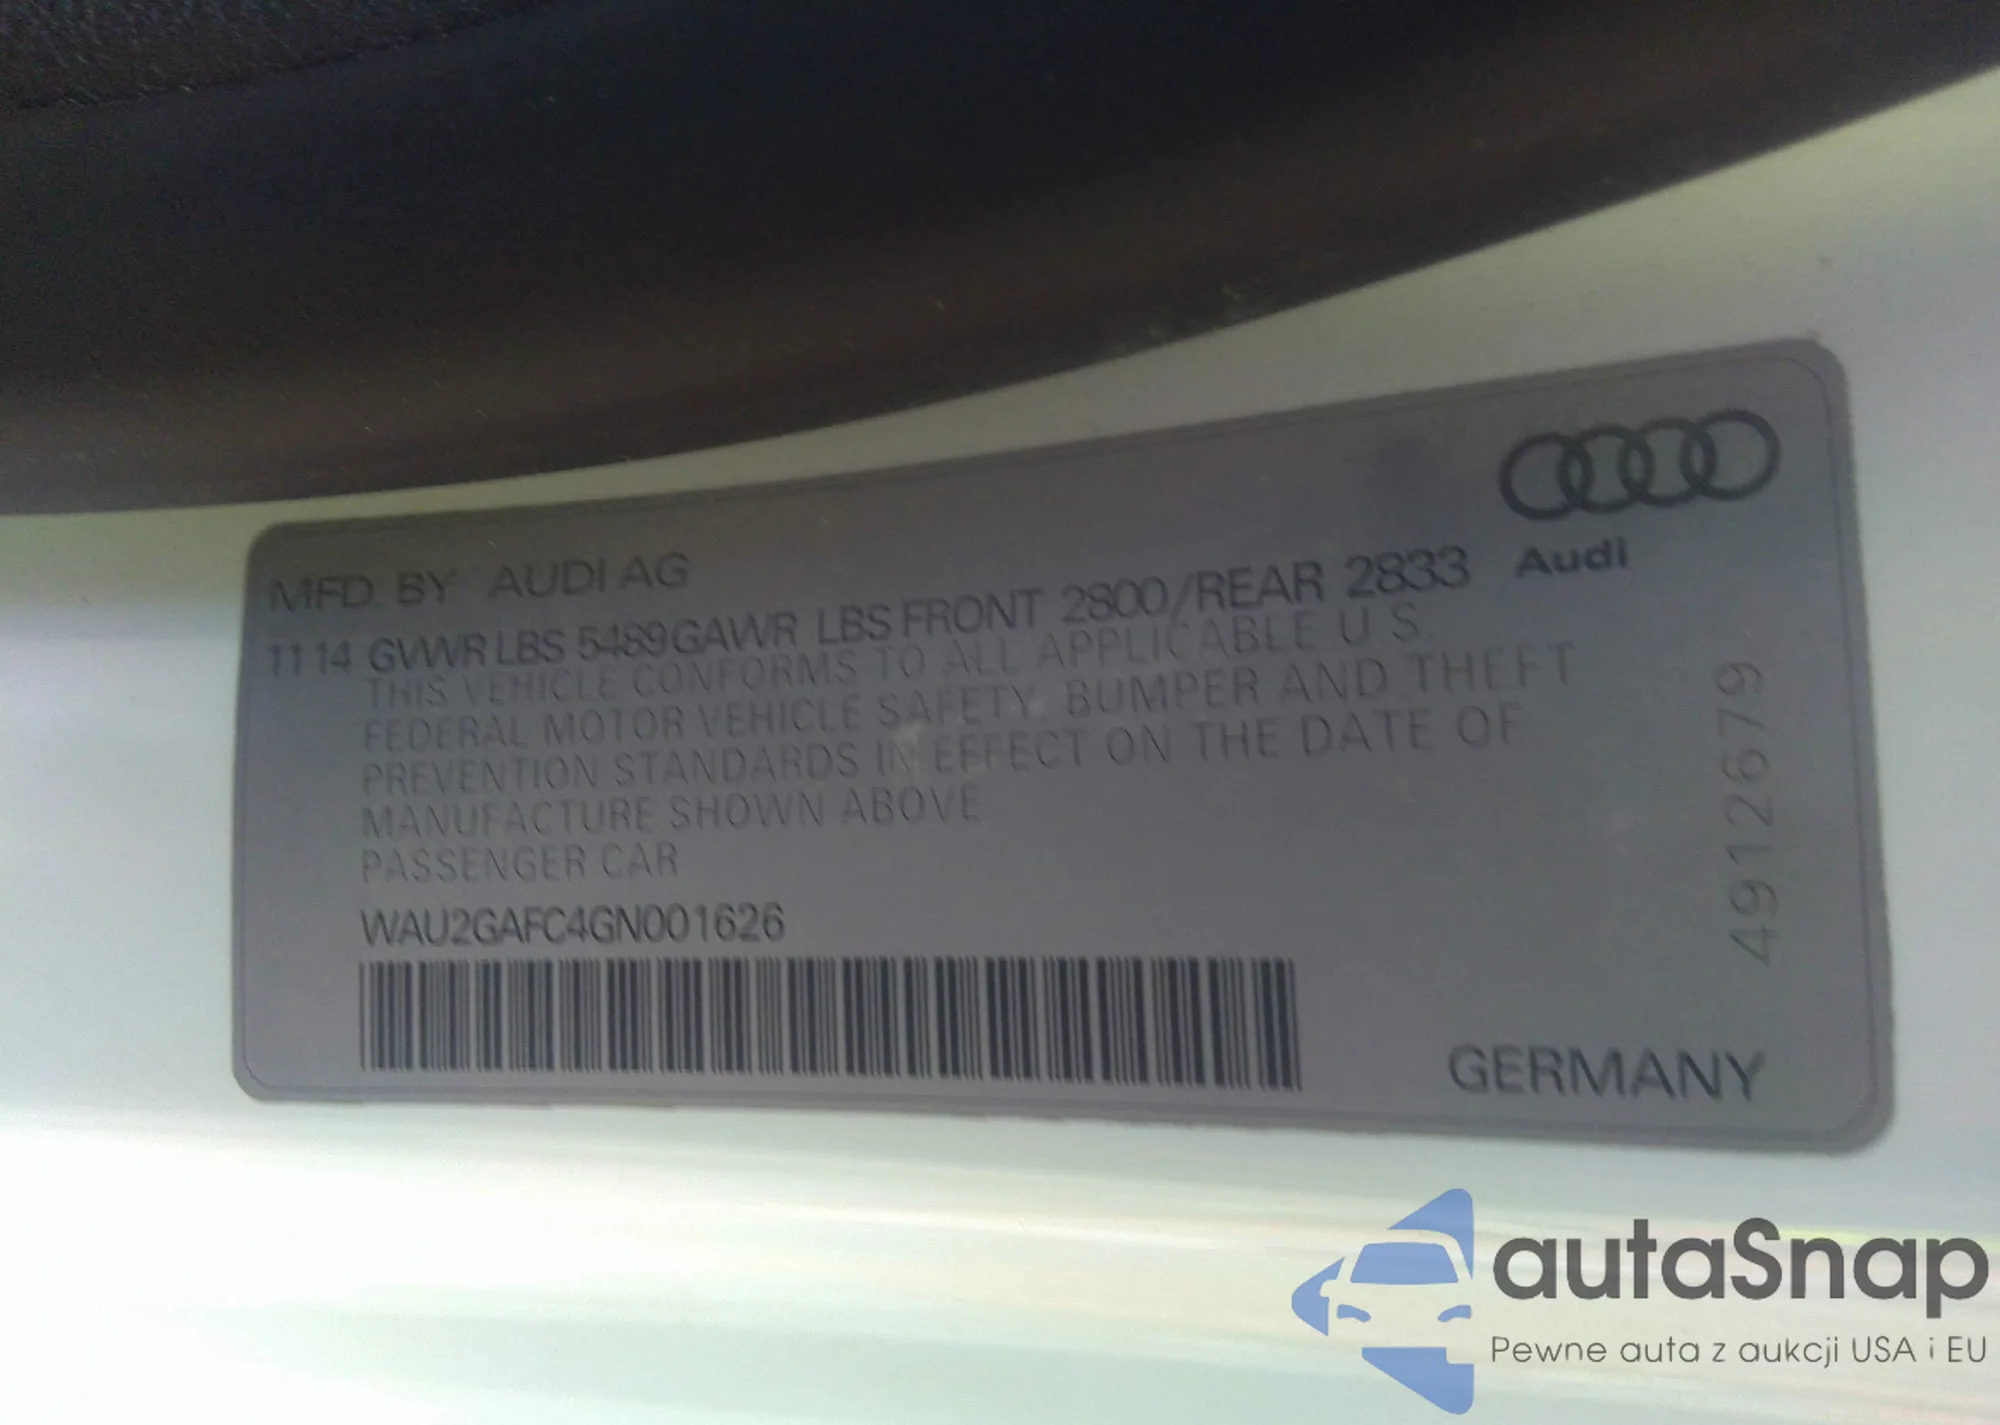 MFD. BY AUDI AG
Audi
11 14 GVWR LBS 5489 GAWR LBS FRONT 2800/REAR 2833
THIS VEHICLE CONFORMS TO ALL APPLICABLE U.S.
FEDERAL MOTOR VEHICLE SAFETY, BUMPER AND THEFT
PREVENTION STANDARDS IN EFFECT ON THE DATE OF
MANUFACTURE SHOWN ABOVE
PASSENGER CAR
WAU2GAFC4GN001626
4912679
GERMANY
autaSnap
Pewne auta z aukcji USA i EU